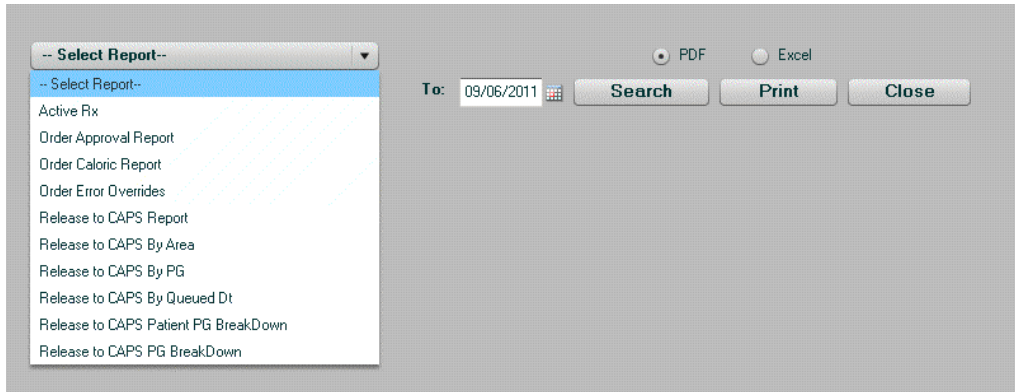 -- Select Report--
PDF
Excel
-- Select Report--
To: 09/06/2011 Search Print Close
Active Rx
Order Approval Report
Order Caloric Report
Order Error Overrides
Release to CAPS Report
Release to CAPS By Area
Release to CAPS By PG
Release to CAPS By Queued Dt
Release to CAPS Patient PG BreakDown
Release to CAPS PG BreakDown